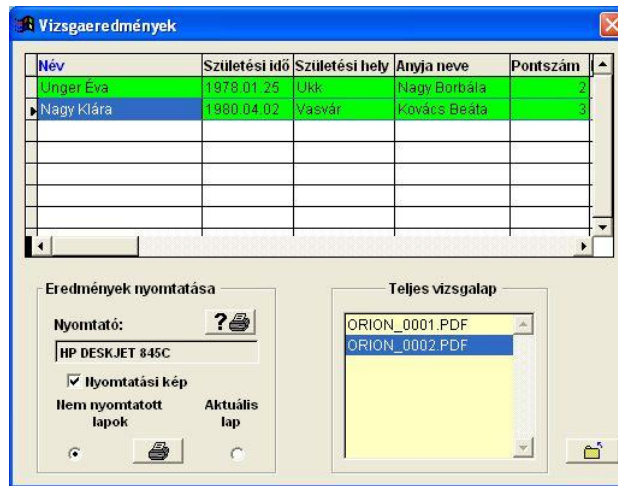 Vizsgaeredmények
Név Születési idő Születési hely Anyja neve Pontszám
Unger Éva 1978.01.25 Ukk Nagy Borbála 2
Nagy Klára 1980.04.02 Vasvár Kovács Beáta 3
Eredmények nyomtatása
Nyomtató: ?
HP DESKJET 845C
Nyomtatási kép
Nem nyomtatott lapok
Aktuális lap
Teljes vizsgalap
ORION_0001.PDF
ORION_0002.PDF